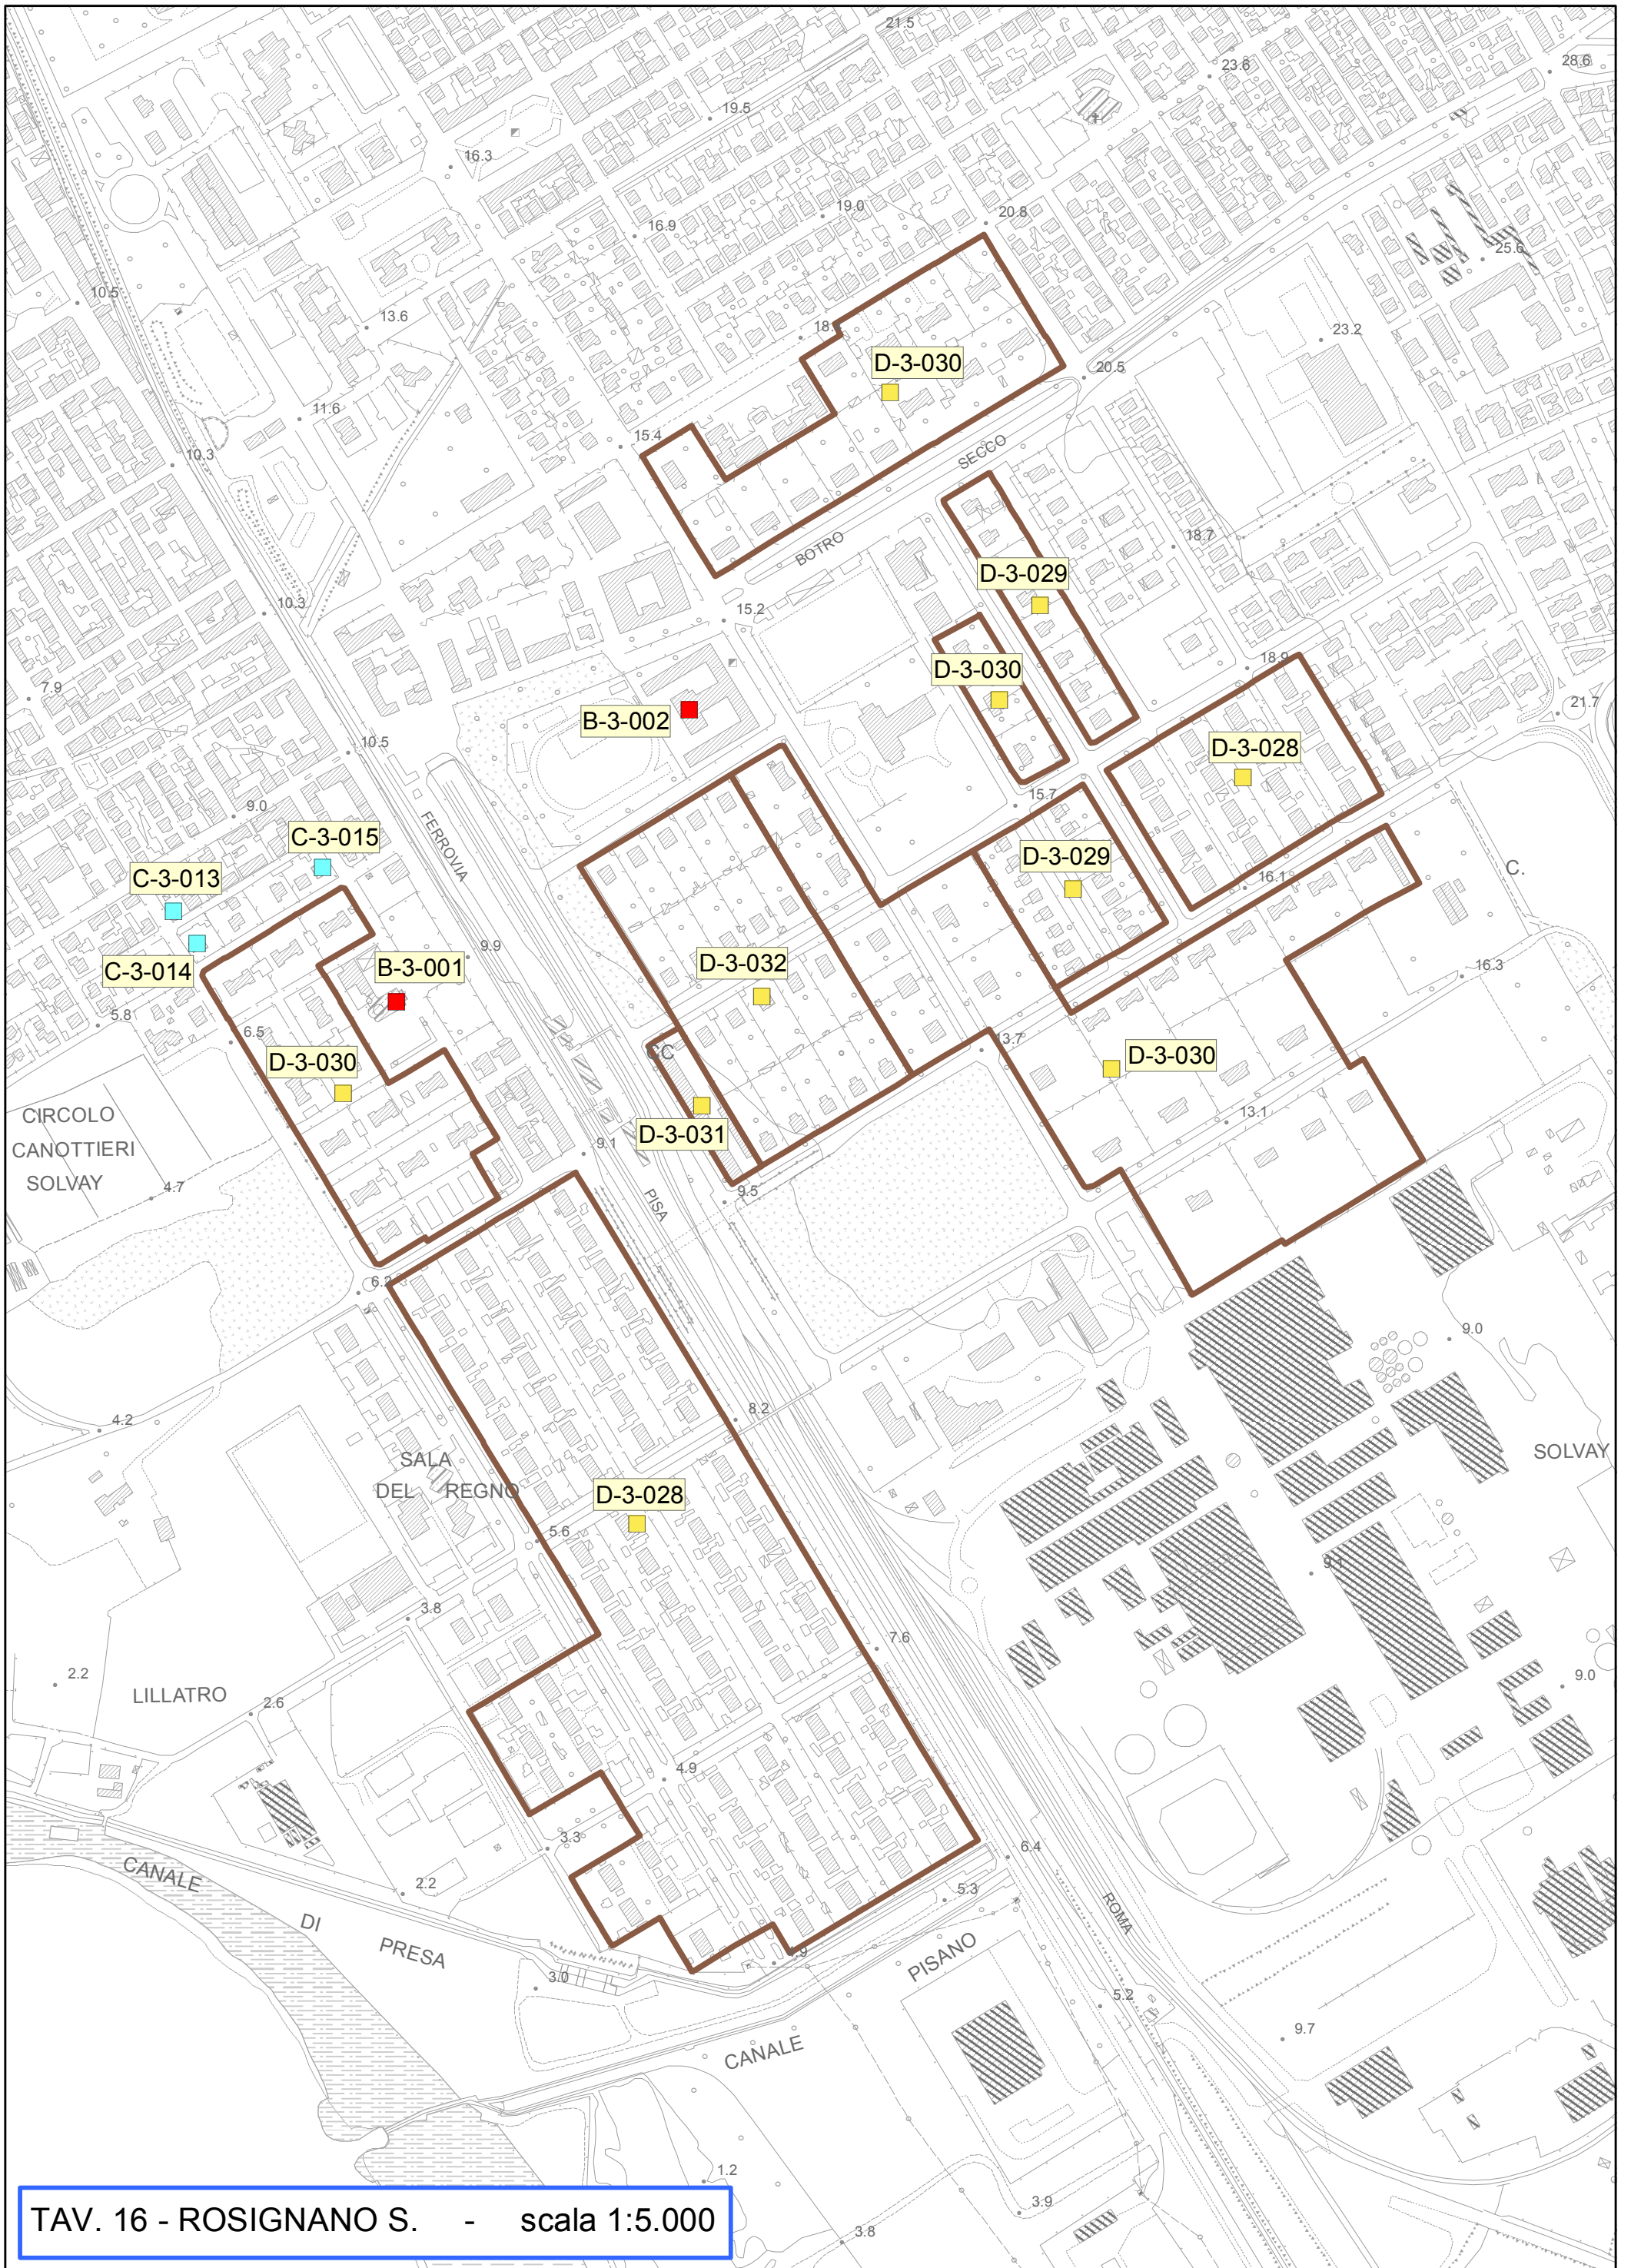 21.5
28.6
23.6
19.5
16.3
19.0
20.8
16.9
25.6
10.5
13.6
18.
23.2
D-3-030
20.5
11.6
15.4
10.3
SECCO
BOTRO
18.7
D-3-029
10.3
15.2
18.9
D-3-030
7.9
21.7
B-3-002
10.5
D-3-028
15.7
9.0
FERROVIA
C-3-015
D-3-029
C-3-013
16.1
C.
9.9
D-3-032
B-3-001
C-3-014
16.3
5.8
6.5
13.7
CC
D-3-030
D-3-030
13.1
CIRCOLO
CANOTTIERI
SOLVAY
D-3-031
9.1
4.7
9.5
PISA
6.2
9.0
8.2
4.2
SOLVAY
SALA
DEL REGNO
D-3-028
5.6
9.1
3.8
7.6
2.2
9.0
LILLATRO
2.6
4.9
3.3
6.4
CANALE
2.2
5.3
DI
ROMA
PRESA
PISANO
3.0
5.2
9.7
CANALE
1.2
3.9
3.8
TAV. 16 - ROSIGNANO S. - scala 1:5.000